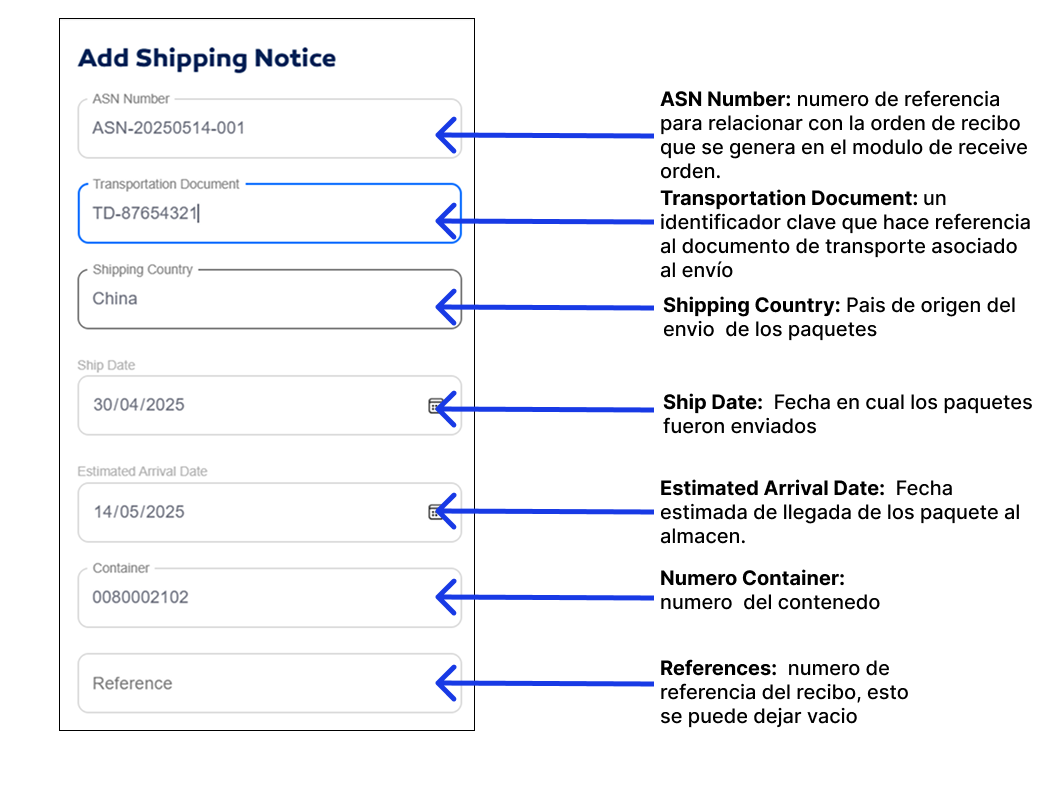 Add Shipping Notice
ASN Number
ASN-20250514-001
Transportation Document
TD-87654321
Shipping Country
China
Ship Date
30/04/2025
Estimated Arrival Date
14/05/2025
Container
0080002102
Reference
ASN Number: numero de referencia
para relacionar con la orden de recibo
que se genera en el modulo de receive
orden.
Transportation Document: un
identificador clave que hace referencia
al documento de transporte asociado
al envío
Shipping Country: Pais de origen del
envio  de los paquetes
Ship Date:  Fecha en cual los paquetes
fueron enviados
Estimated Arrival Date:  Fecha
estimada de llegada de los paquete al
almacen.
Numero Container:
numero  del contenedo
References:  numero de
referencia del recibo, esto
se puede dejar vacio